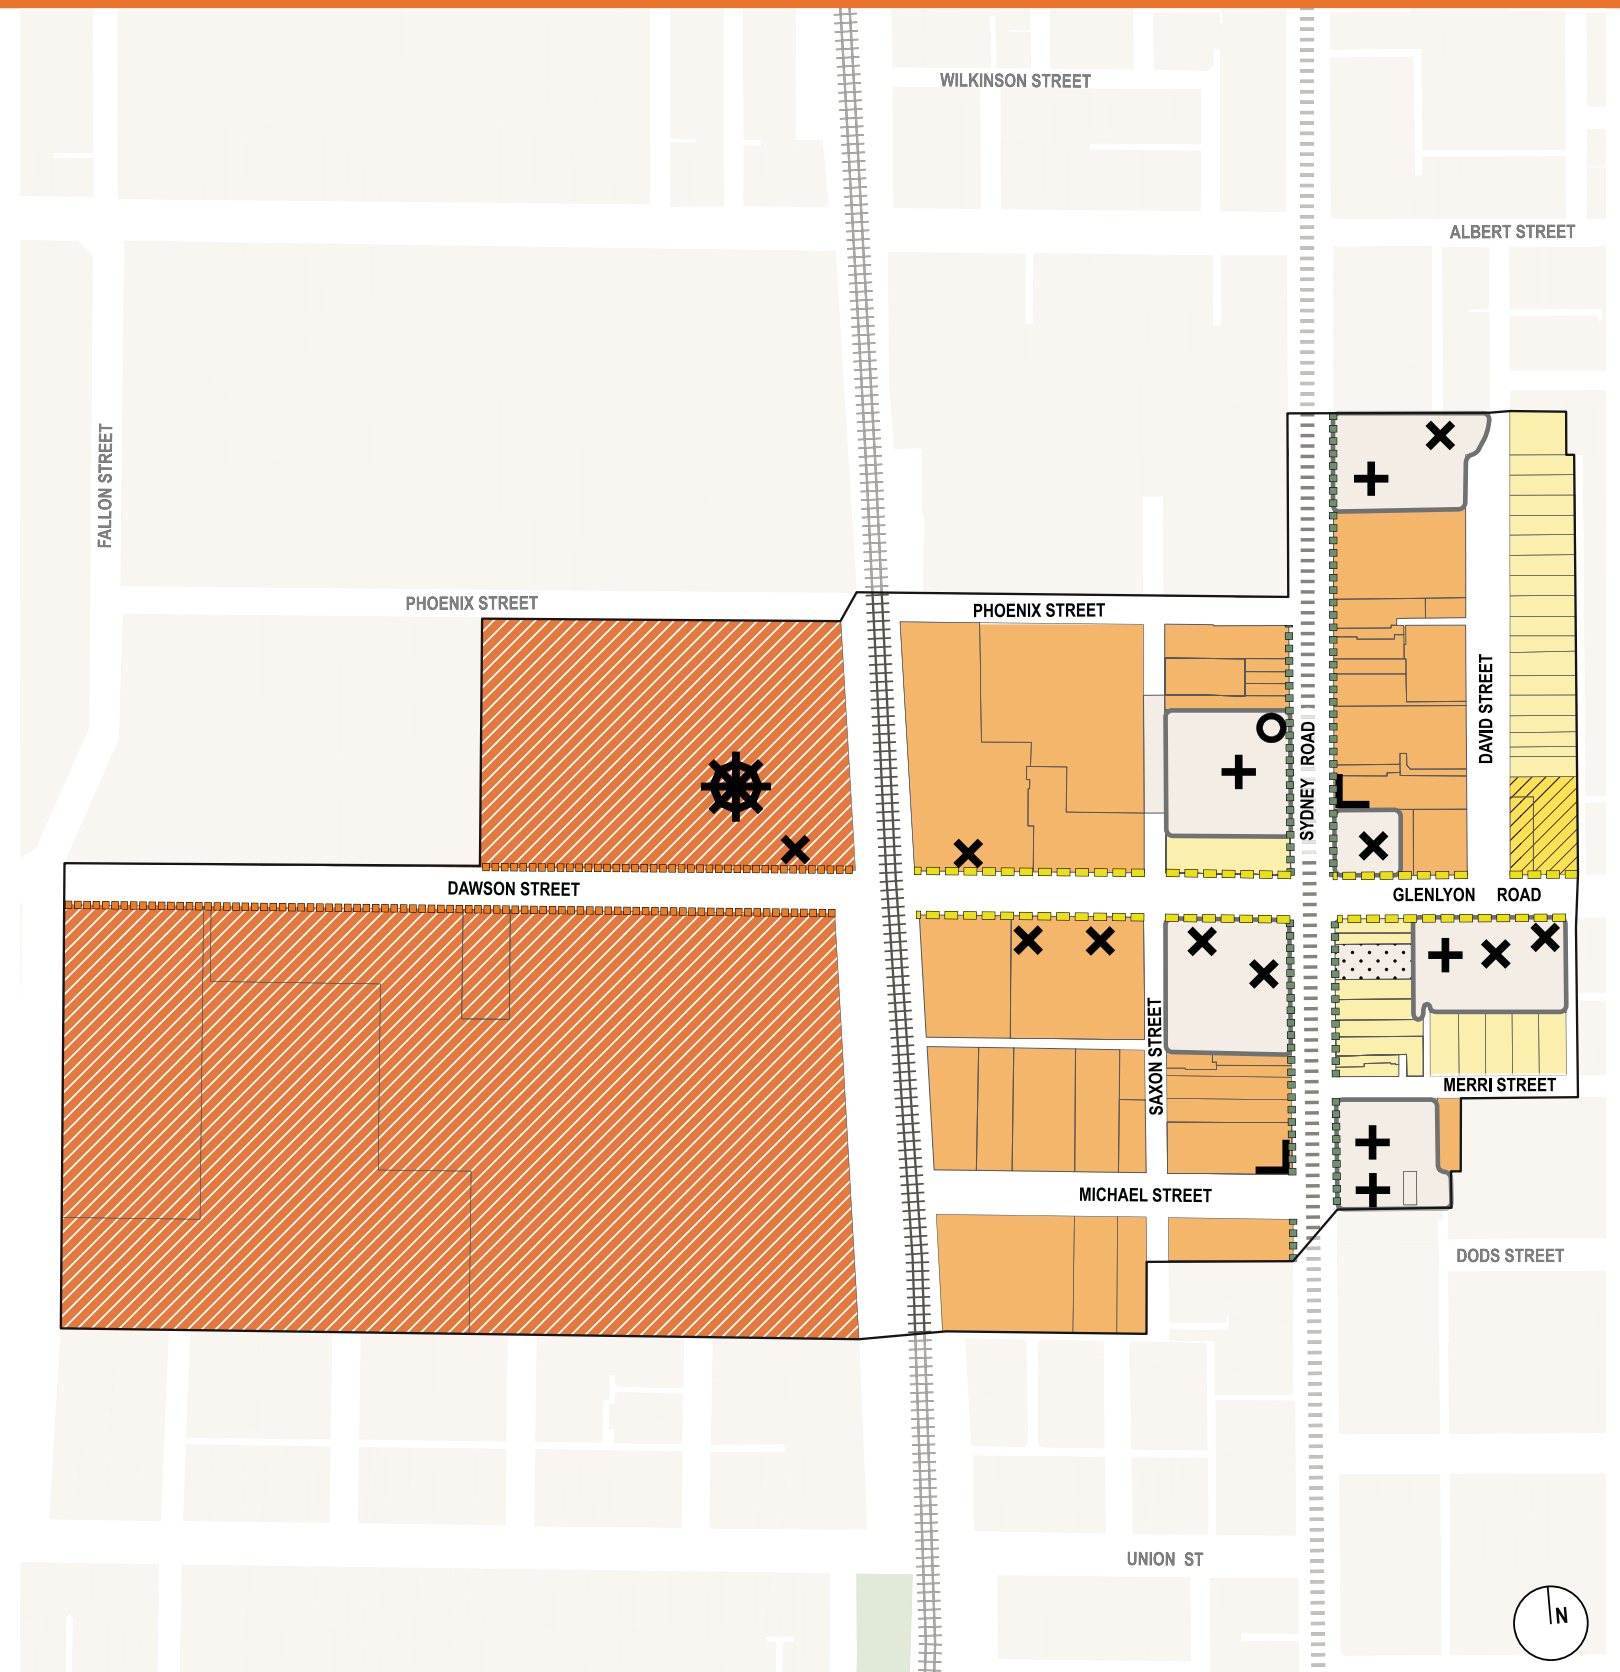 WILKINSON STREET
ALBERT STREET
FALLON STREET
PHOENIX STREET
PHOENIX STREET
DAVID STREET
SYDNEY ROAD
DAWSON STREET
GLENLYON ROAD
SAXON STREET
MERRI STREET
MICHAEL STREET
DODS STREET
UNION ST
N